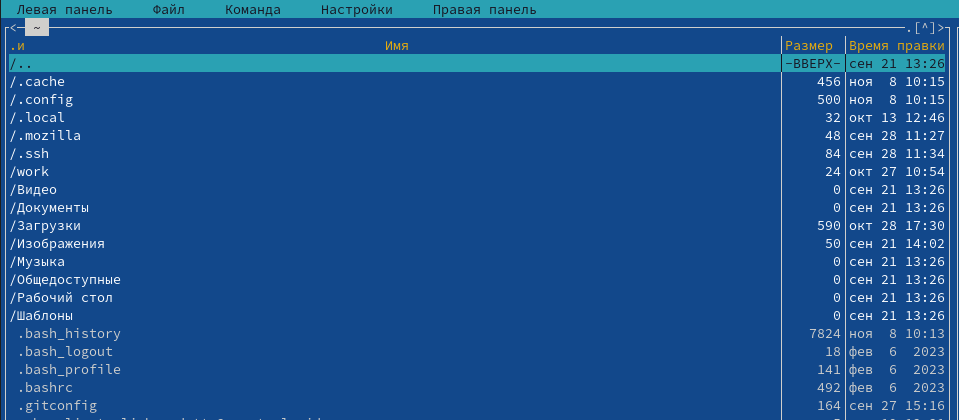 Левая панель Файл Команда Настройки Правая панель
<- ~ .[^]>
.и Имя Размер Время правки
/.. -ВВЕРХ- сен 21 13:26
/.cache 456 ноя 8 10:15
/.config 500 ноя 8 10:15
/.local 32 окт 13 12:46
/.mozilla 48 сен 28 11:27
/.ssh 84 сен 28 11:34
/work 24 окт 27 10:54
/Видео 0 сен 21 13:26
/Документы 0 сен 21 13:26
/Загрузки 590 окт 28 17:30
/Изображения 50 сен 21 14:02
/Музыка 0 сен 21 13:26
/Общедоступные 0 сен 21 13:26
/Рабочий стол 0 сен 21 13:26
/Шаблоны 0 сен 21 13:26
.bash_history 7824 ноя 8 10:13
.bash_logout 18 фев 6 2023
.bash_profile 141 фев 6 2023
.bashrc 492 фев 6 2023
.gitconfig 164 сен 27 15:16